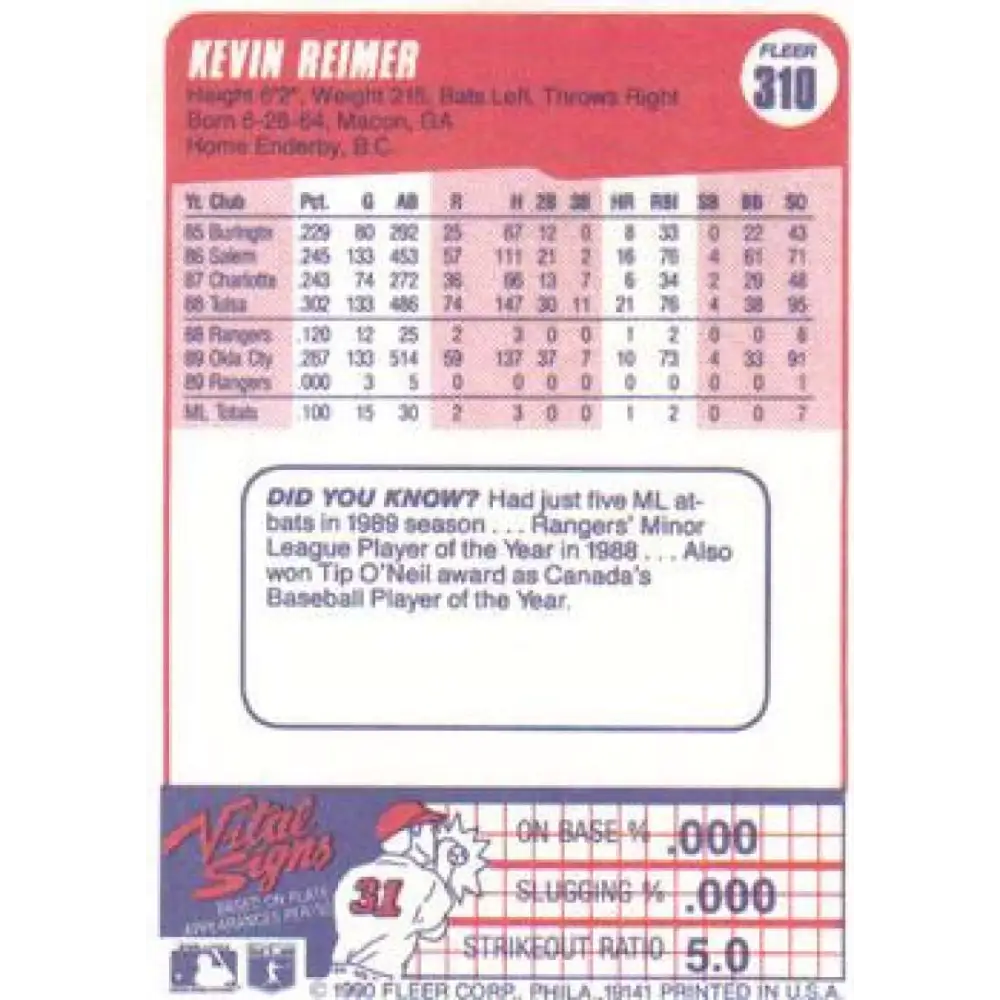 KEVIN REIMER
FLEER
310
Height 6'2", Weight 215, Bats Left, Throws Right
Born 6-28-64, Macon, GA
Home Enderby, B.C.
Yr. Club Pct. G AB R H 2B 3B HR RBI SB BB SO
85 Burlingtn .229 80 292 25 67 12 0 8 33 0 22 43
86 Salem .245 133 453 57 111 21 2 16 76 4 61 71
87 Charlotte .243 74 272 36 66 13 7 6 34 2 29 48
88 Tulsa .302 133 486 74 147 30 11 21 76 4 38 95
88 Rangers .120 12 25 2 3 0 0 1 2 0 0 6
89 Okla Cty .267 133 514 59 137 37 7 10 73 4 33 91
89 Rangers .000 3 5 0 0 0 0 0 0 0 0 1
ML Totals .100 15 30 2 3 0 0 1 2 0 0 7
DID YOU KNOW? Had just five ML at-
bats in 1989 season . . . Rangers' Minor
League Player of the Year in 1988 . . . Also
won Tip O'Neil award as Canada's
Baseball Player of the Year.
Vital
Signs
BASED ON PLATE
APPEARANCES
31
ON BASE % .000
SLUGGING % .000
STRIKEOUT RATIO 5.0
© 1990 FLEER CORP., PHILA., 19141 PRINTED IN U.S.A.